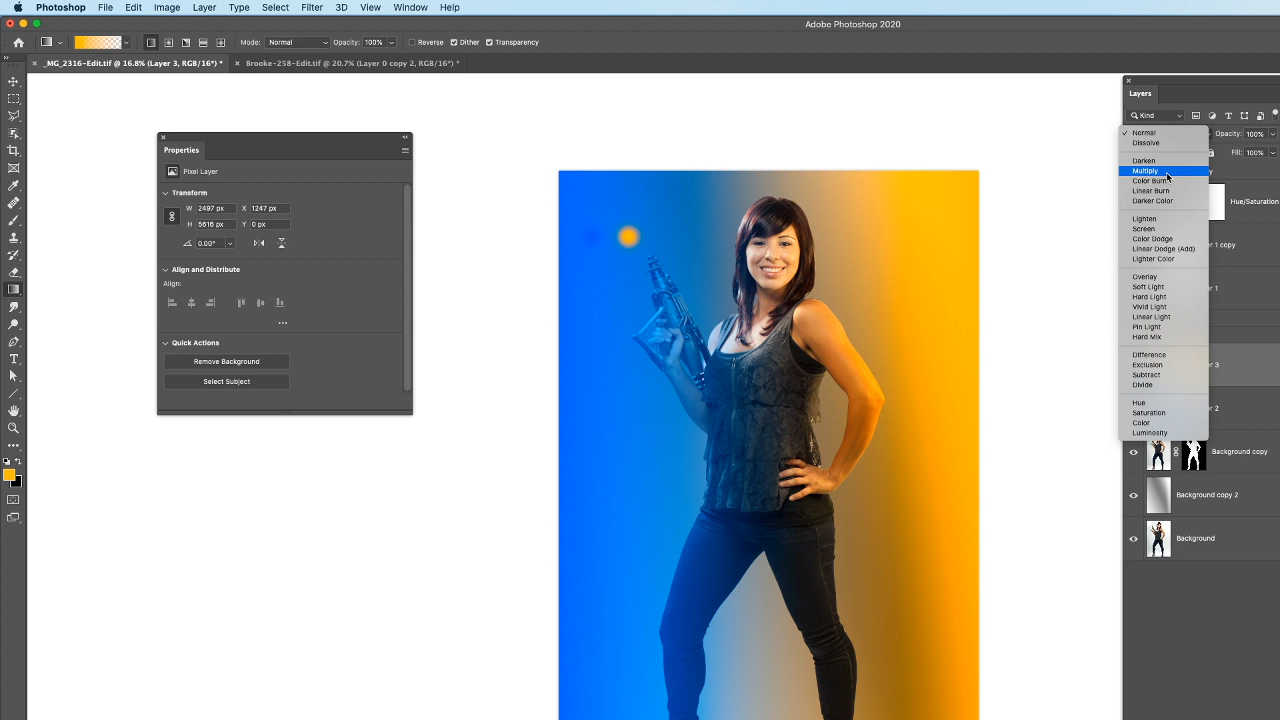 Photoshop File Edit Image Layer Type Select Filter 3D View Window Help
Adobe Photoshop 2020
Mode: Normal Opacity: 100% Reverse Dither Transparency
_MG_2316-Edit.tif @ 16.8% (Layer 3, RGB/16*) * Brooke-258-Edit.tif @ 20.7% (Layer 0 copy 2, RGB/16*) *
Properties
Pixel Layer
Transform
W 2497 px X 1247 px
H 5616 px Y 0 px
0.00°
Align and Distribute
Align:
Quick Actions
Remove Background
Select Subject
Layers
Kind
Normal
Opacity: 100%
Dissolve
Fill: 100%
Darken
Multiply
Color Burn
Linear Burn
Darker Color
Hue/Saturation
Lighten
Screen
Color Dodge
Linear Dodge (Add)
Lighter Color
r 1 copy
Overlay
Soft Light
Hard Light
Vivid Light
Linear Light
Pin Light
Hard Mix
r 1
Difference
Exclusion
Subtract
Divide
r 3
Hue
Saturation
Color
Luminosity
r 2
Background copy
Background copy 2
Background